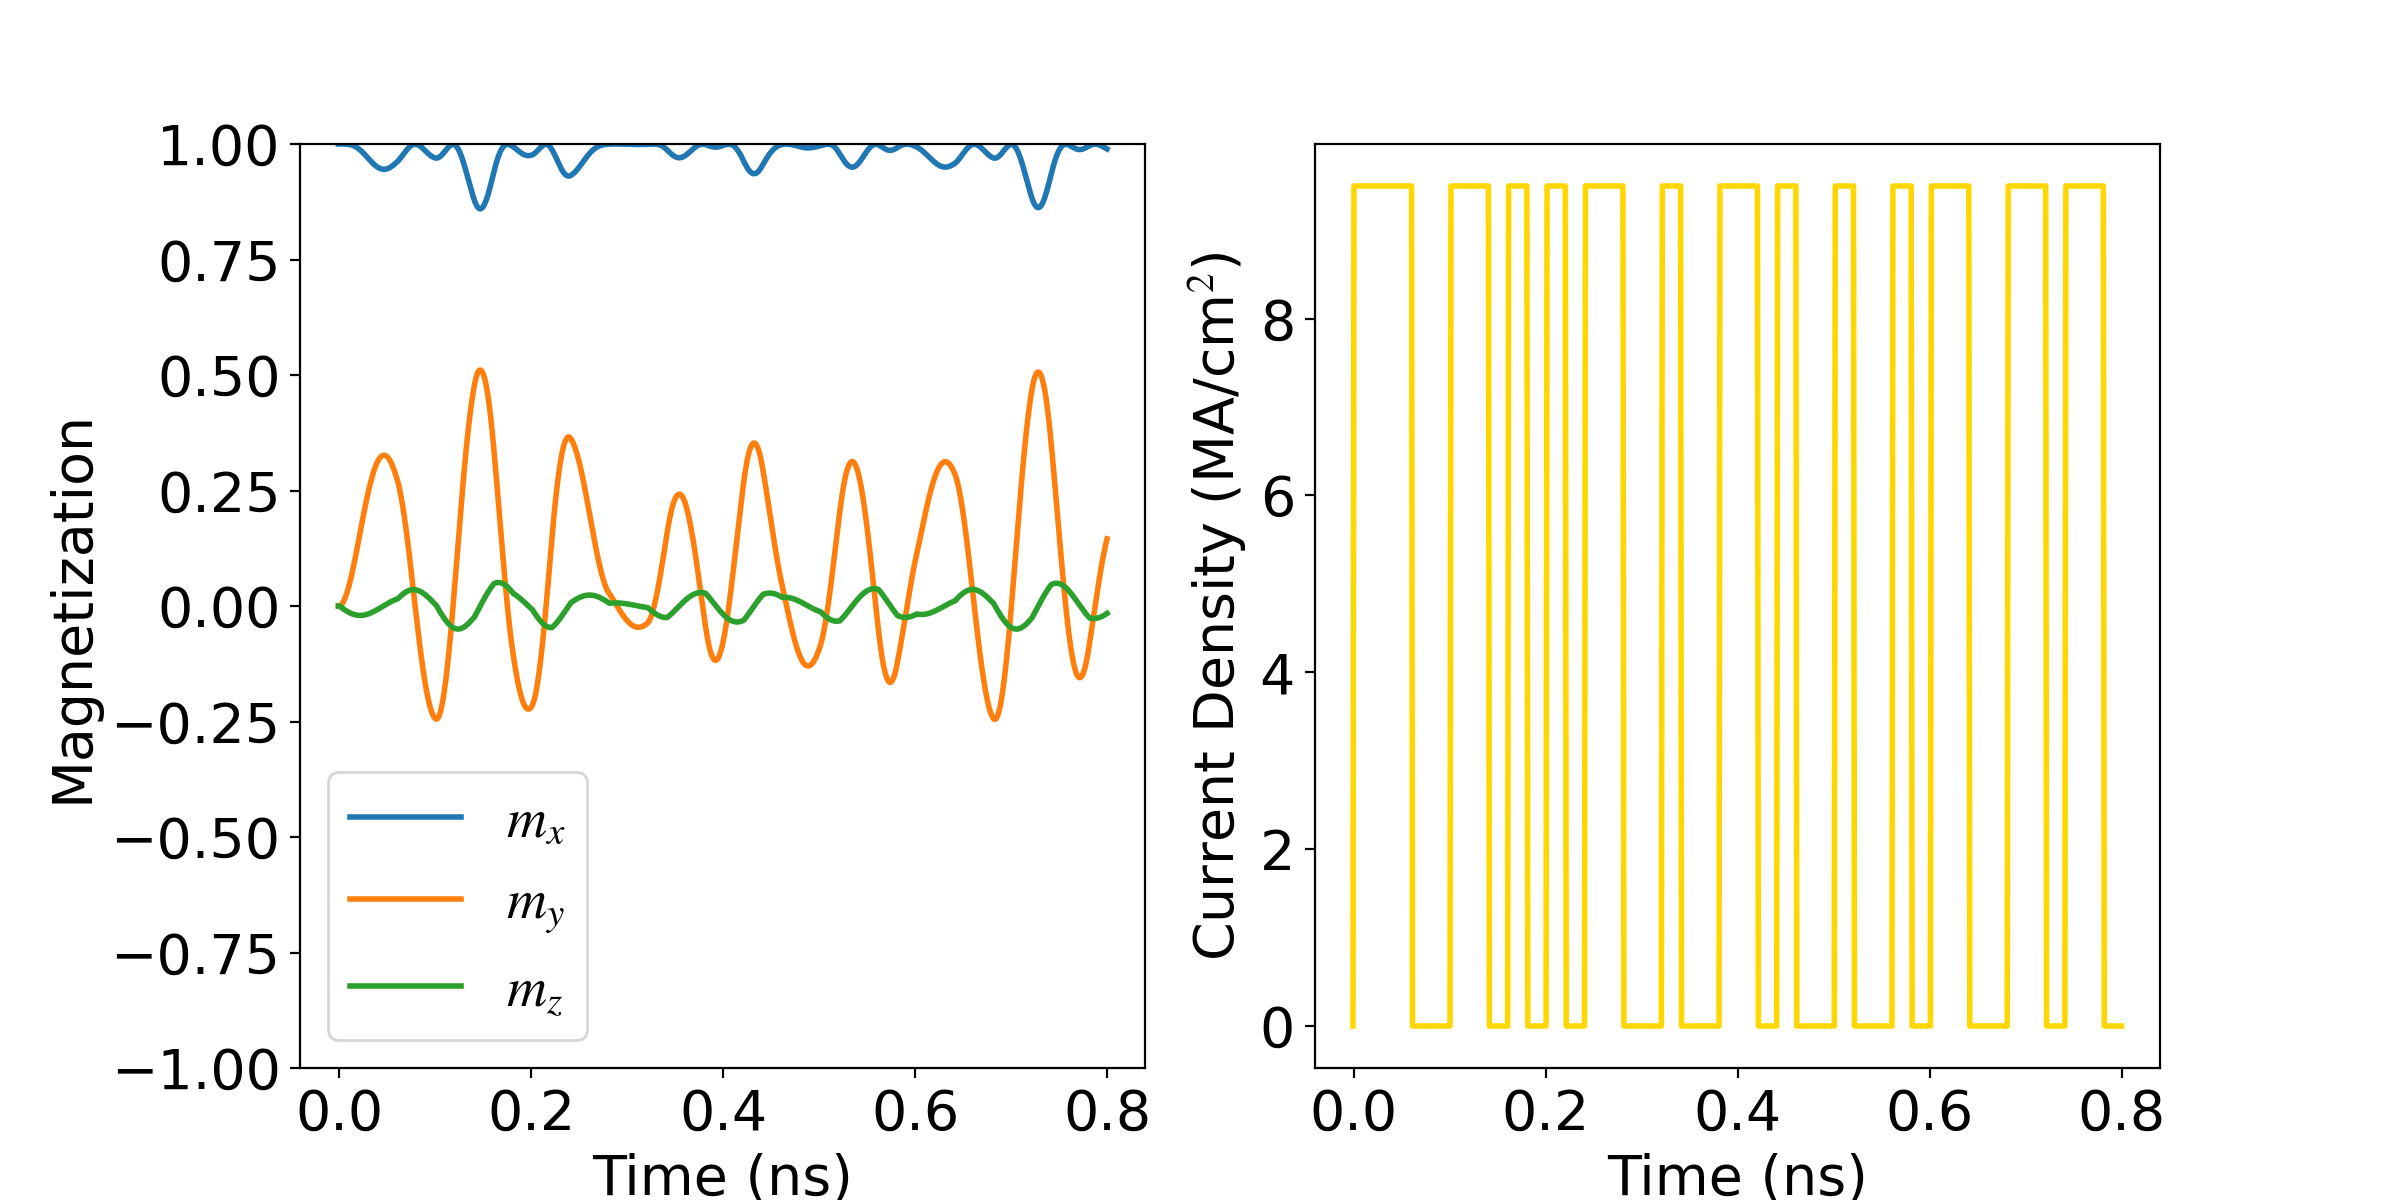 1.00
0.75
0.50
0.25
0.00
−0.25
−0.50
−0.75
−1.00
Magnetization
m_x
m_y
m_z
0.0 0.2 0.4 0.6 0.8
Time (ns)
8
6
4
2
0
Current Density (MA/cm²)
0.0 0.2 0.4 0.6 0.8
Time (ns)